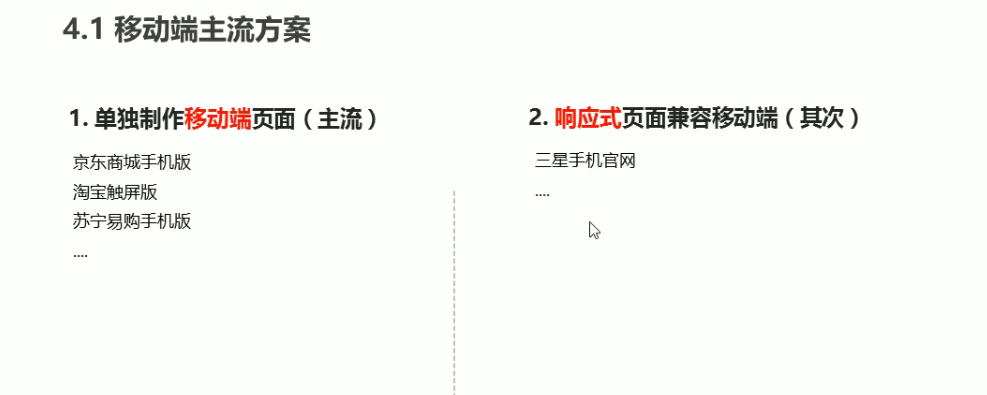 4.1 移动端主流方案
1. 单独制作移动端页面（主流）
京东商城手机版
淘宝触屏版
苏宁易购手机版
....
2. 响应式页面兼容移动端（其次）
三星手机官网
....